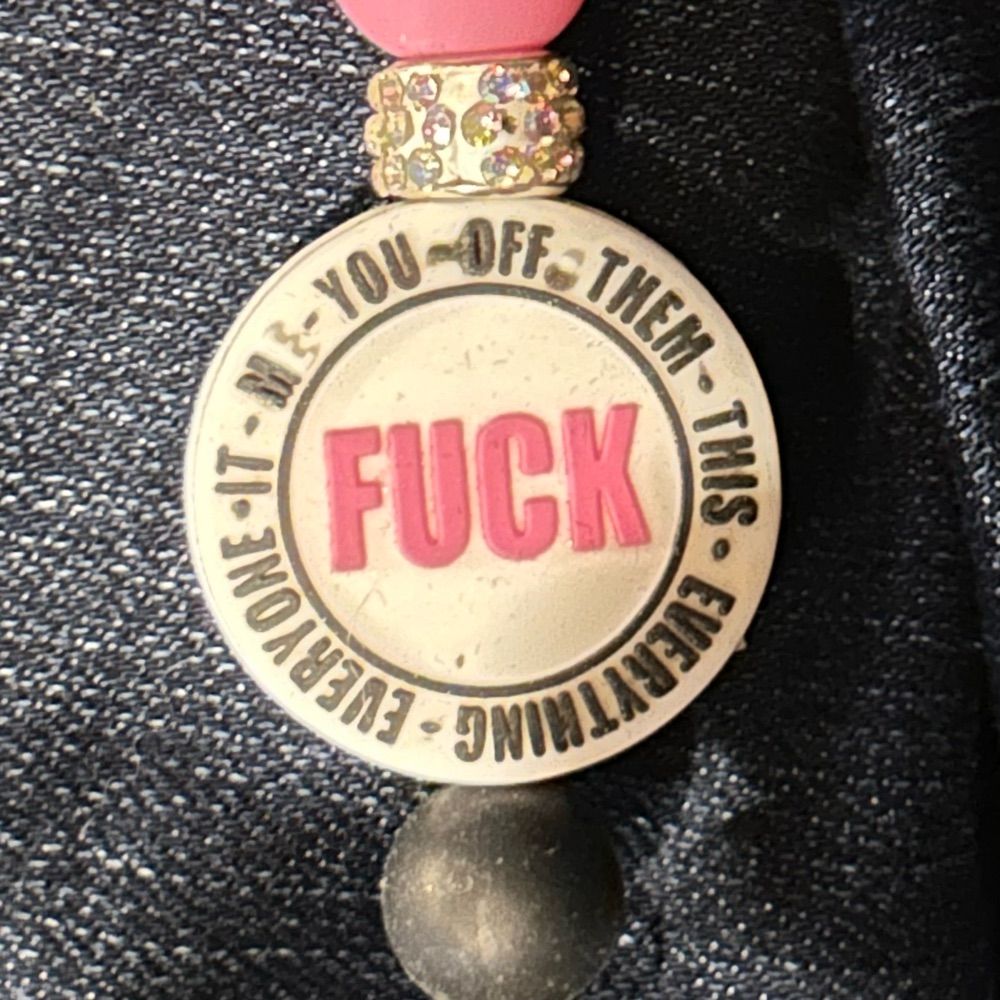 FUCK
YOU - OFF • THEM • THIS • EVERYTHING • EVERYONE • IT - ME -